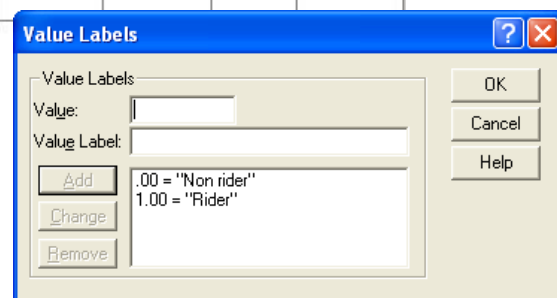 Value Labels
Value Labels
Value:
Value Label:
Add
Change
Remove
.00 = "Non rider"
1.00 = "Rider"
OK
Cancel
Help